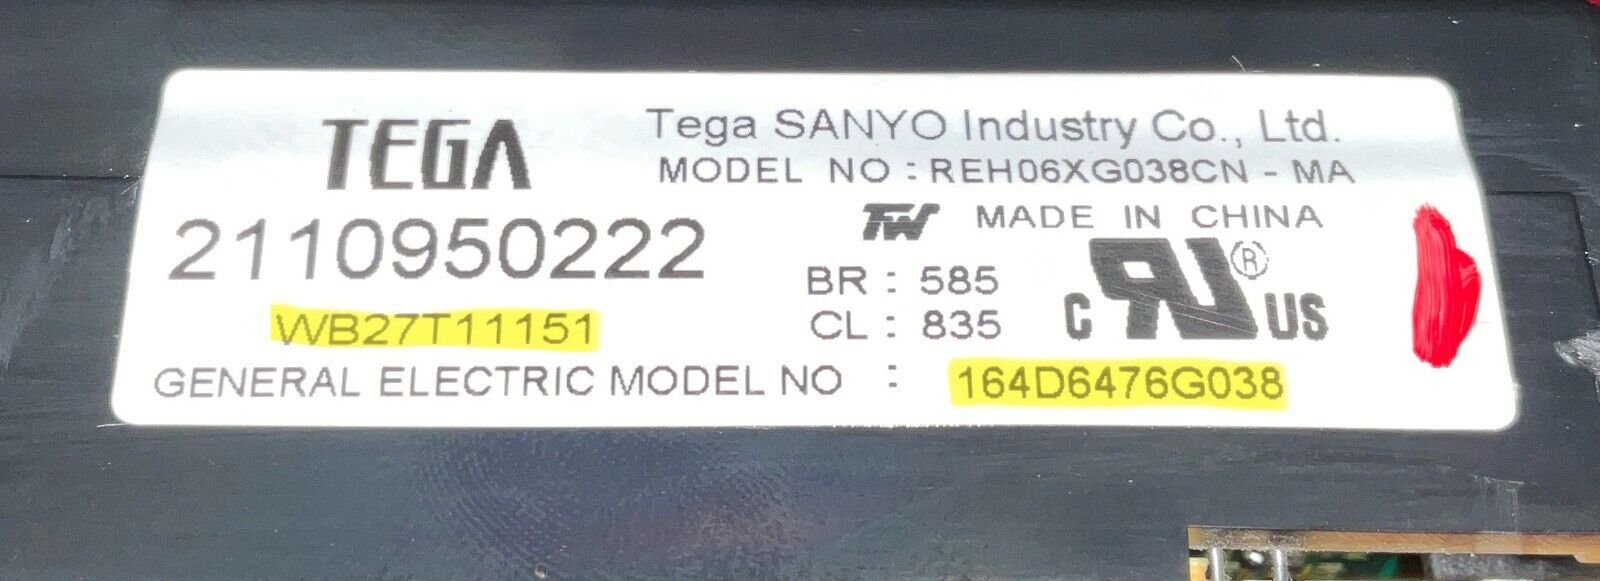 TEGA
Tega SANYO Industry Co., Ltd.
MODEL NO : REH06XG038CN - MA
2110950222
TW MADE IN CHINA
BR : 585
CL : 835
C RU ® US
WB27T11151
GENERAL ELECTRIC MODEL NO : 164D6476G038